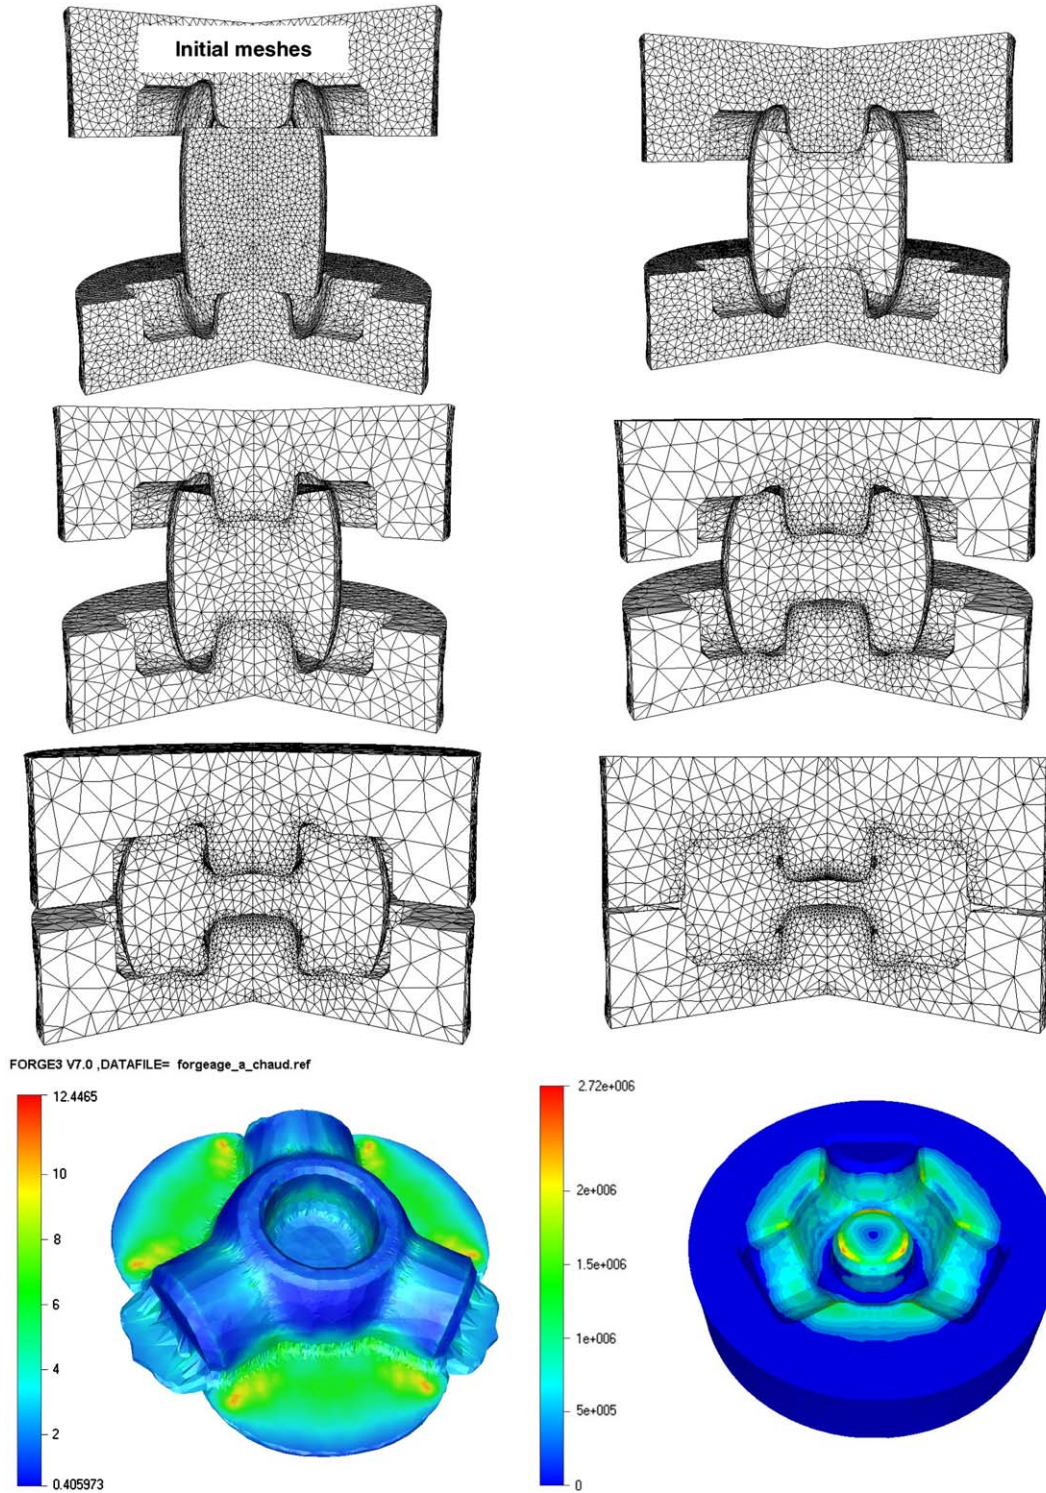 Initial meshes
FORGE3 V7.0 ,DATAFILE= forgeage_a_chaud.ref
12.4465
10
8
6
4
2
0.405973
2.72e+006
2e+006
1.5e+006
1e+006
5e+005
0